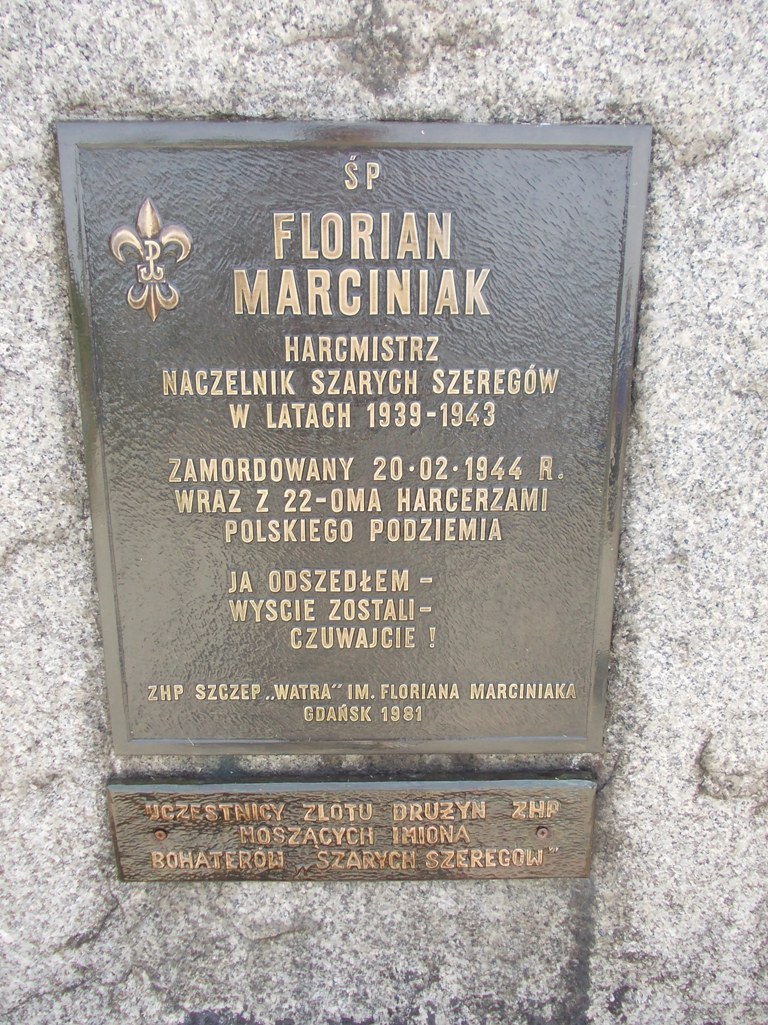 ŚP
FLORIAN
MARCINIAK
HARCMISTRZ
NACZELNIK SZARYCH SZEREGÓW
W LATACH 1939-1943
ZAMORDOWANY 20·02·1944 R.
WRAZ Z 22-OMA HARCERZAMI
POLSKIEGO PODZIEMIA
JA ODSZEDŁEM -
WYSCIE ZOSTALI-
CZUWAJCIE !
ZHP SZCZEP „WATRA" IM. FLORIANA MARCINIAKA
GDAŃSK 1981
UCZESTNICY ZLOTU DRUŻYN ZHP
NOSZĄCYCH IMIONA
BOHATERÓW „SZARYCH SZEREGÓW"